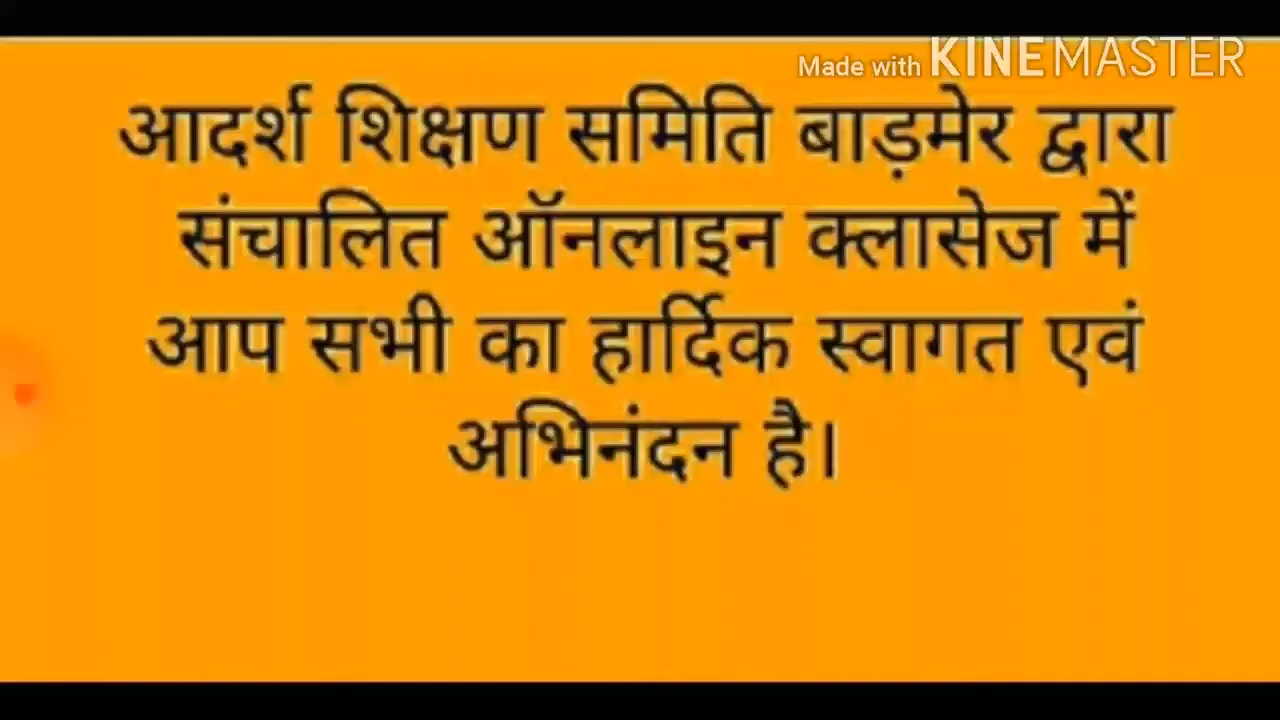 Made with KINEMASTER
आदर्श शिक्षण समिति बाड़मेर द्वारा
संचालित ऑनलाइन क्लासेज में
आप सभी का हार्दिक स्वागत एवं
अभिनंदन है।